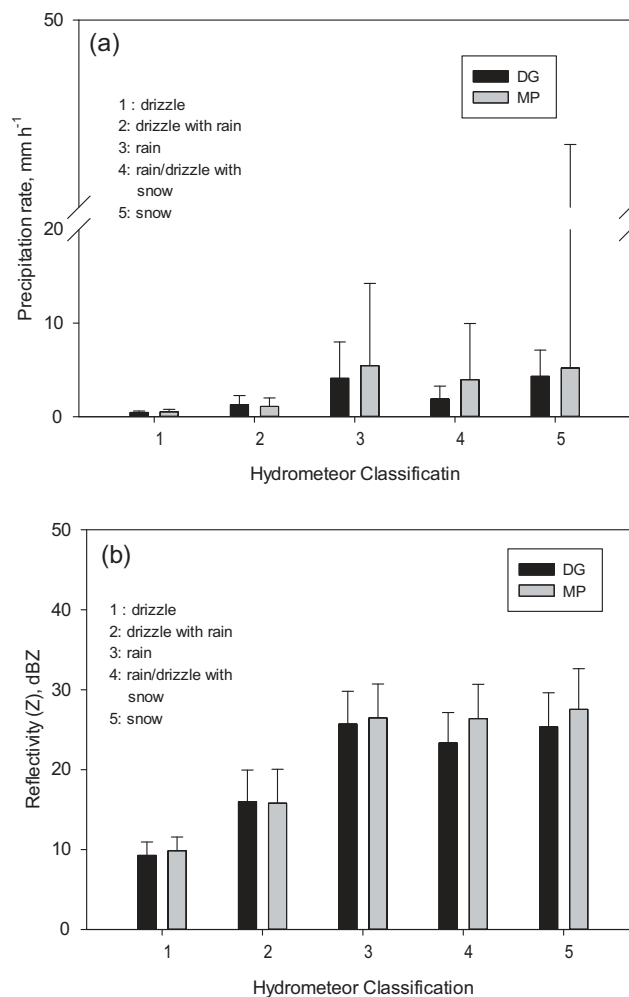 50
(a)
DG
MP
1 : drizzle
2: drizzle with rain
3: rain
4: rain/drizzle with
snow
5: snow
Precipitation rate, mm h-1
20
10
0
1 2 3 4 5
Hydrometeor Classificatin
50
(b)
DG
MP
1 : drizzle
2: drizzle with rain
3: rain
4: rain/drizzle with
snow
5: snow
Reflectivity (Z), dBZ
40
30
20
10
0
1 2 3 4 5
Hydrometeor Classification